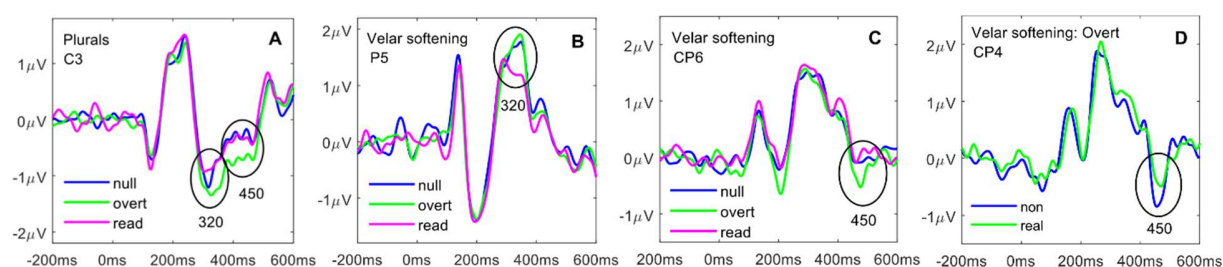 Plurals
C3
A
1μV
0μV
-1μV
-2μV
null
overt
read
320
450
-200ms 0ms 200ms 400ms 600ms
Velar softening
P5
B
2μV
1μV
0μV
-1μV
null
overt
read
320
0ms 200ms 400ms 600ms
Velar softening
CP6
C
2μV
1μV
0μV
-1μV
null
overt
read
450
0ms 200ms 400ms 600ms
Velar softening: Overt
CP4
D
2μV
1μV
0μV
-1μV
non
real
450
0ms 200ms 400ms 600ms